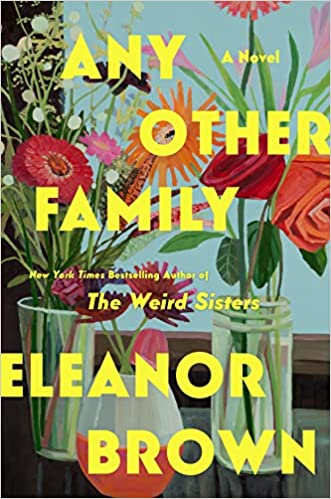 ANY
A Novel
OTHER
FAMILY
New York Times Bestselling Author of
The Weird Sisters
ELEANOR
BROWN